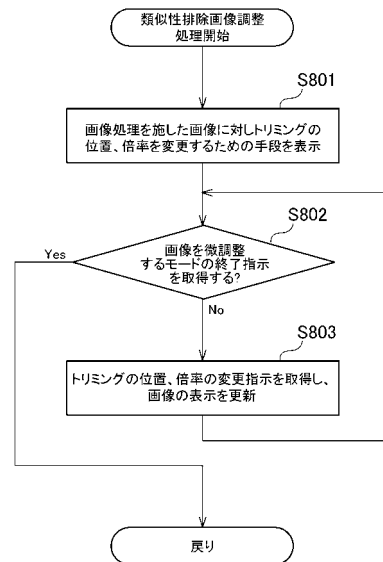 類似性排除画像調整
処理開始
S801
画像処理を施した画像に対しトリミングの
位置、倍率を変更するための手段を表示
S802
画像を微調整
するモードの終了指示
を取得する?
Yes
No
S803
トリミングの位置、倍率の変更指示を取得し、
画像の表示を更新
戻り